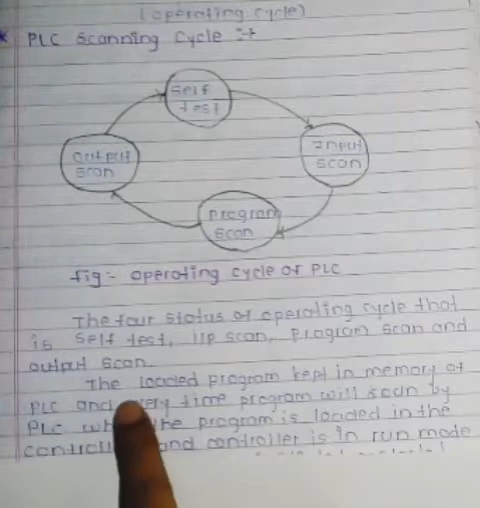 (operating cycle)
* PLC Scanning Cycle :-
Self
test
Input
scan
output
scan
program
scan
fig:- operating cycle of PLC
The four status of operating cycle that
is self test, I/p scan, program scan and
output scan.
The loaded program kept in memory of
PLC and every time program will scan by
PLC the program is loaded in the
and controller is in run mode